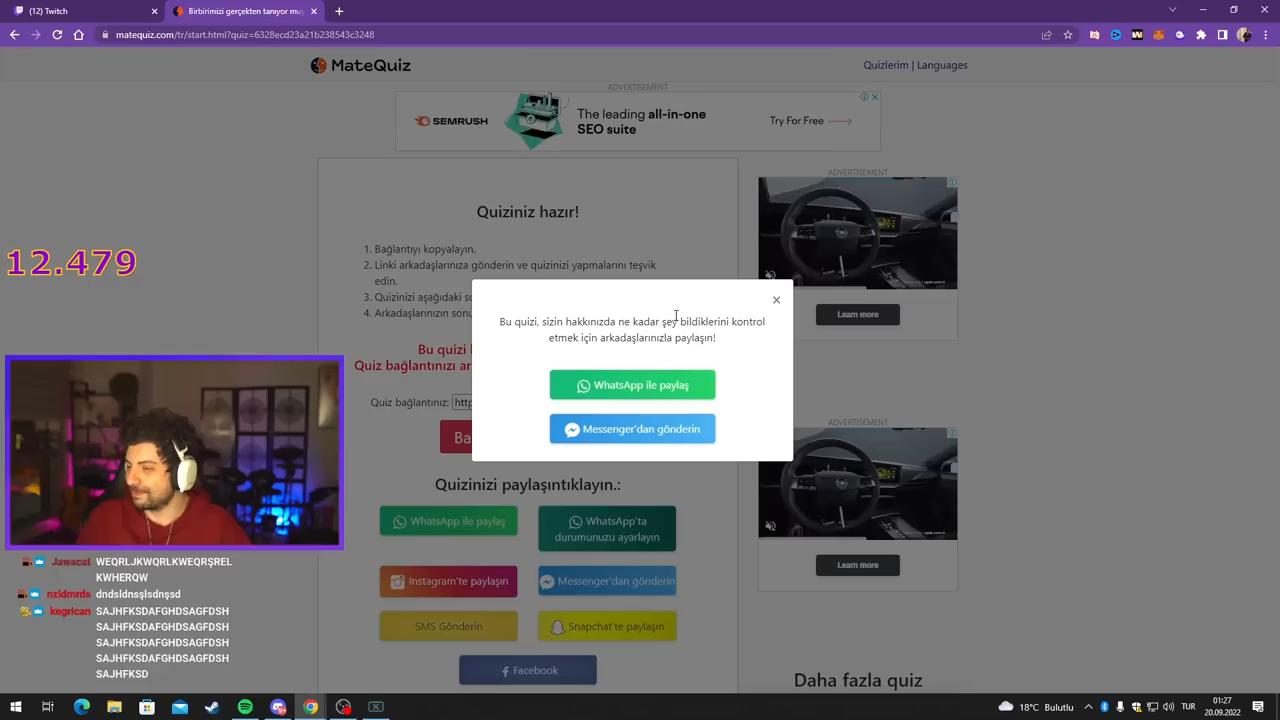 (12) Twitch
Birbirimizi gerçekten tanıyor mu
matequiz.com/tr/start.html?quiz=6328ecd23a21b238543c3248
MateQuiz
Quizlerim | Languages
ADVERTISEMENT
SEMRUSH
The leading all-in-one
SEO suite
Try For Free
ADVERTISEMENT
Quiziniz hazır!
1. Bağlantıyı kopyalayın.
2. Linki arkadaşlarınıza gönderin ve quizinizi yapmalarını teşvik
edin.
3. Quizinizi aşağıdaki
4. Arkadaşlarınızın
12.479
Learn more
Bu quizi, sizin hakkınızda ne kadar şey bildiklerini kontrol
etmek için arkadaşlarınızla paylaşın!
Bu quizi
Quiz bağlantınızı
WhatsApp ile paylaş
Quiz bağlantınız: http
Messenger'dan gönderin
ADVERTISEMENT
Quizinizi paylaşıntıklayın.:
WhatsApp ile paylaş
WhatsApp'ta
durumunuzu ayarlayın
Learn more
Instagram'te paylaşın
Messenger'dan gönderin
SMS Gönderin
Snapchat'te paylaşın
Facebook
Daha fazla quiz
Jawacat WEQRLJKWQRLKWEQRŞREL
KWHERQW
nzldmrds dndsldnsşlsdnşsd
kegrican SAJHFKSDAFGHDSAGFDSH
SAJHFKSDAFGHDSAGFDSH
SAJHFKSDAFGHDSAGFDSH
SAJHFKSDAFGHDSAGFDSH
SAJHFKSD
18°C Bulutlu
TUR
01:27
20.09.2022